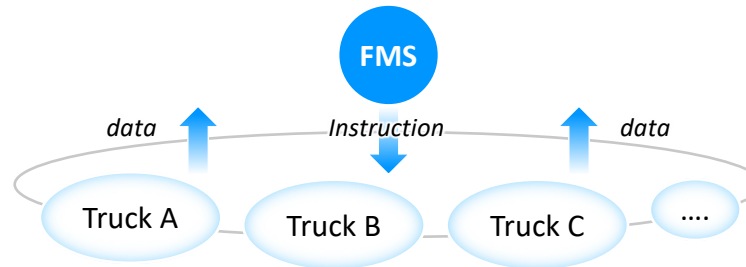 FMS
data
Instruction
data
Truck A
Truck B
Truck C
....